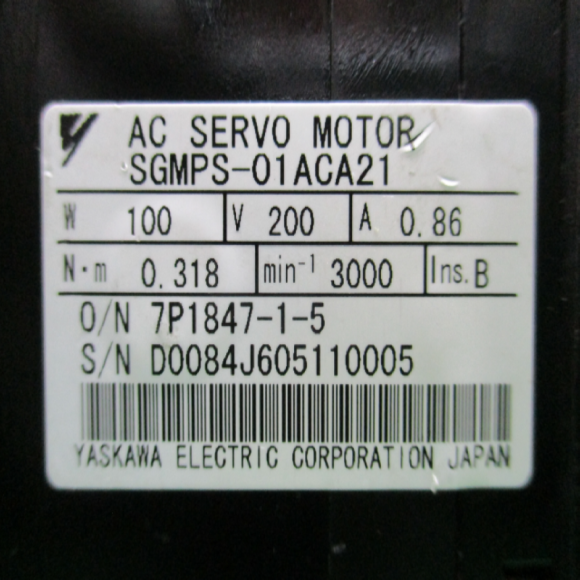 AC SERVO MOTOR
SGMPS-01ACA21
W 100 V 200 A 0.86
N·m 0.318 min⁻¹ 3000 Ins. B
O/N 7P1847-1-5
S/N D0084J605110005
YASKAWA ELECTRIC CORPORATION JAPAN